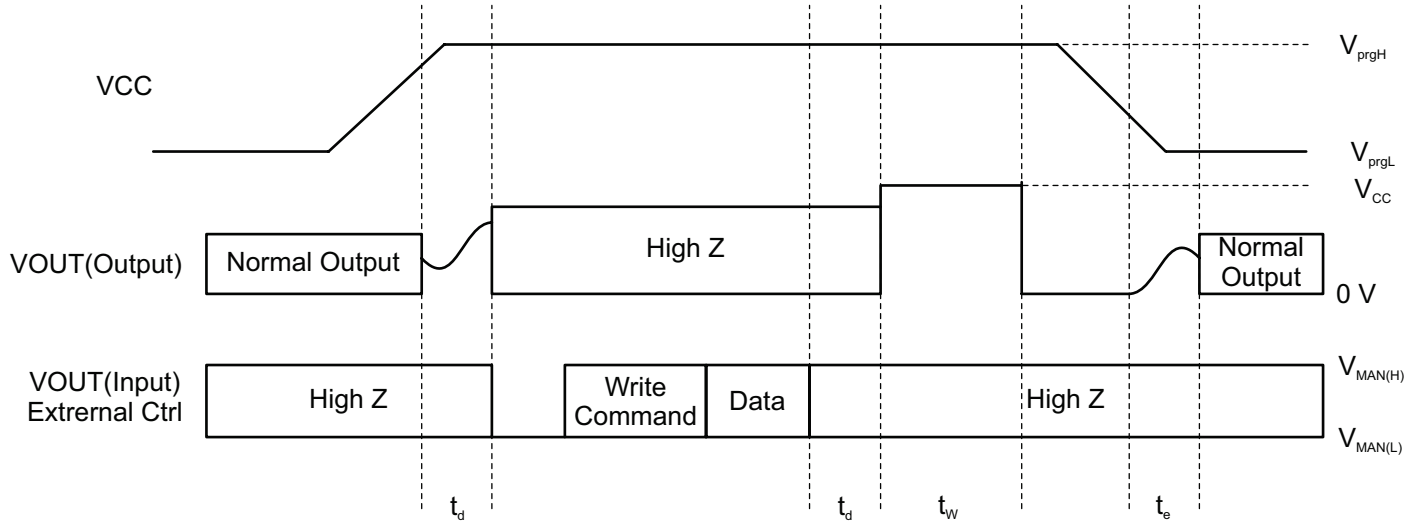 VCC
V_prgH
V_prgL
V_CC
VOUT(Output)
Normal Output
High Z
Normal
Output
0 V
VOUT(Input)
Extrernal Ctrl
High Z
Write
Command
Data
High Z
V_MAN(H)
V_MAN(L)
t_d
t_d
t_W
t_e